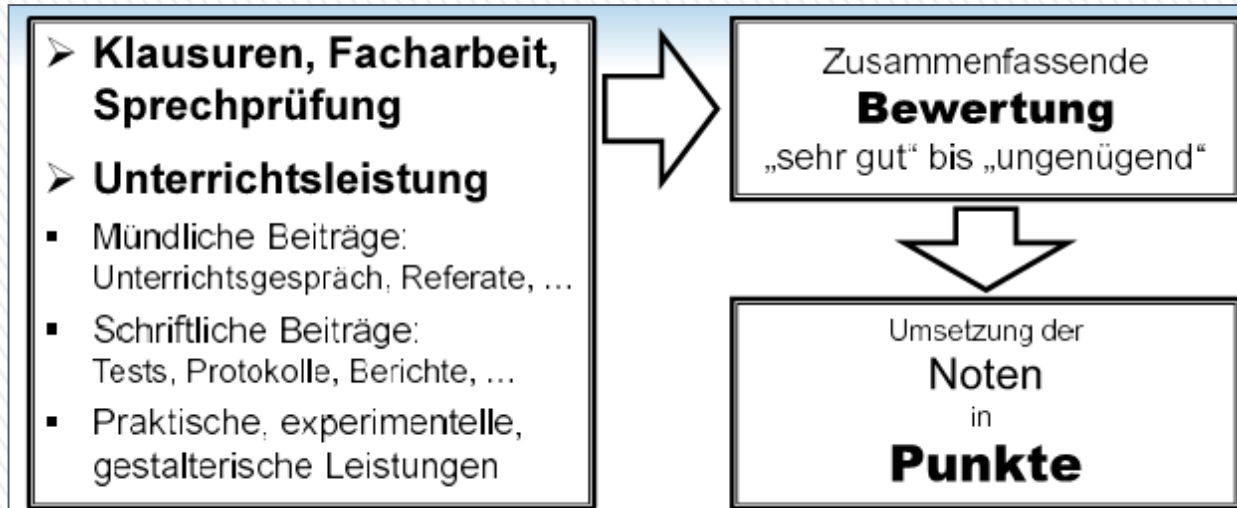 ➢ Klausuren, Facharbeit,
Sprechprüfung
➢ Unterrichtsleistung
▪ Mündliche Beiträge:
Unterrichtsgespräch, Referate, …
▪ Schriftliche Beiträge:
Tests, Protokolle, Berichte, …
▪ Praktische, experimentelle,
gestalterische Leistungen
Zusammenfassende
Bewertung
„sehr gut“ bis „ungenügend“
Umsetzung der
Noten
in
Punkte